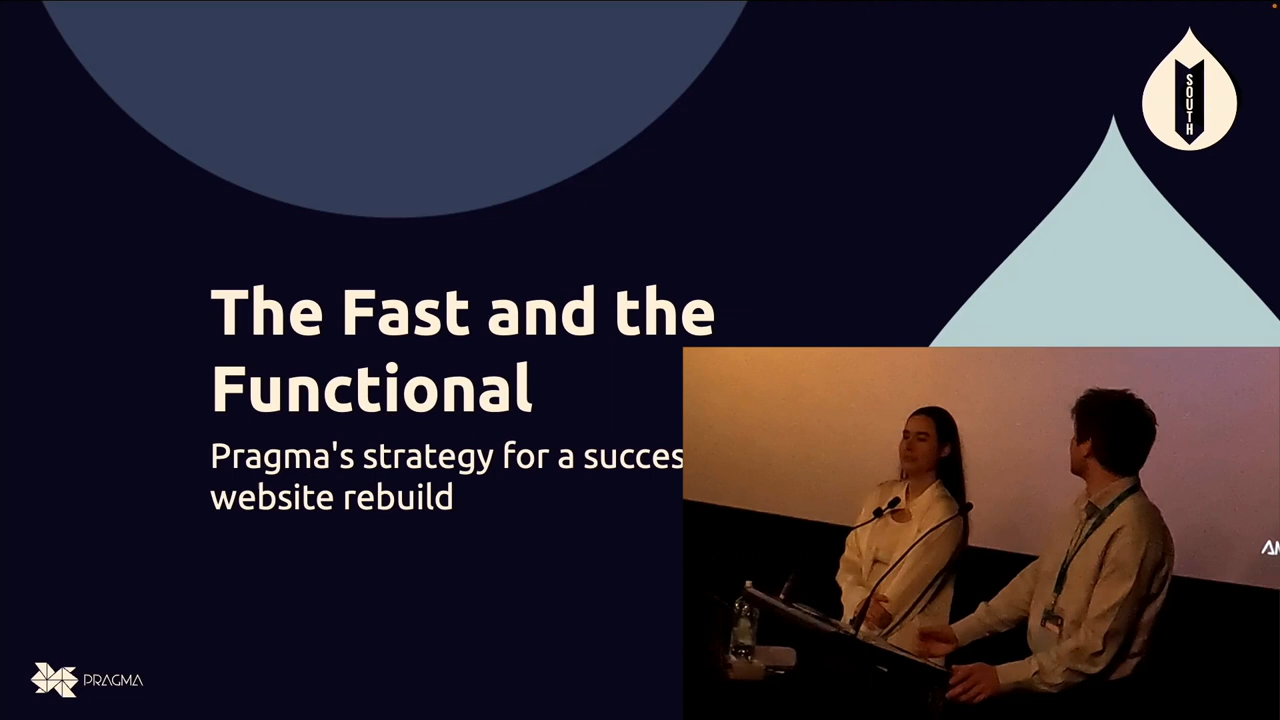 SOUTH
The Fast and the
Functional
Pragma's strategy for a succes
website rebuild
PRAGMA